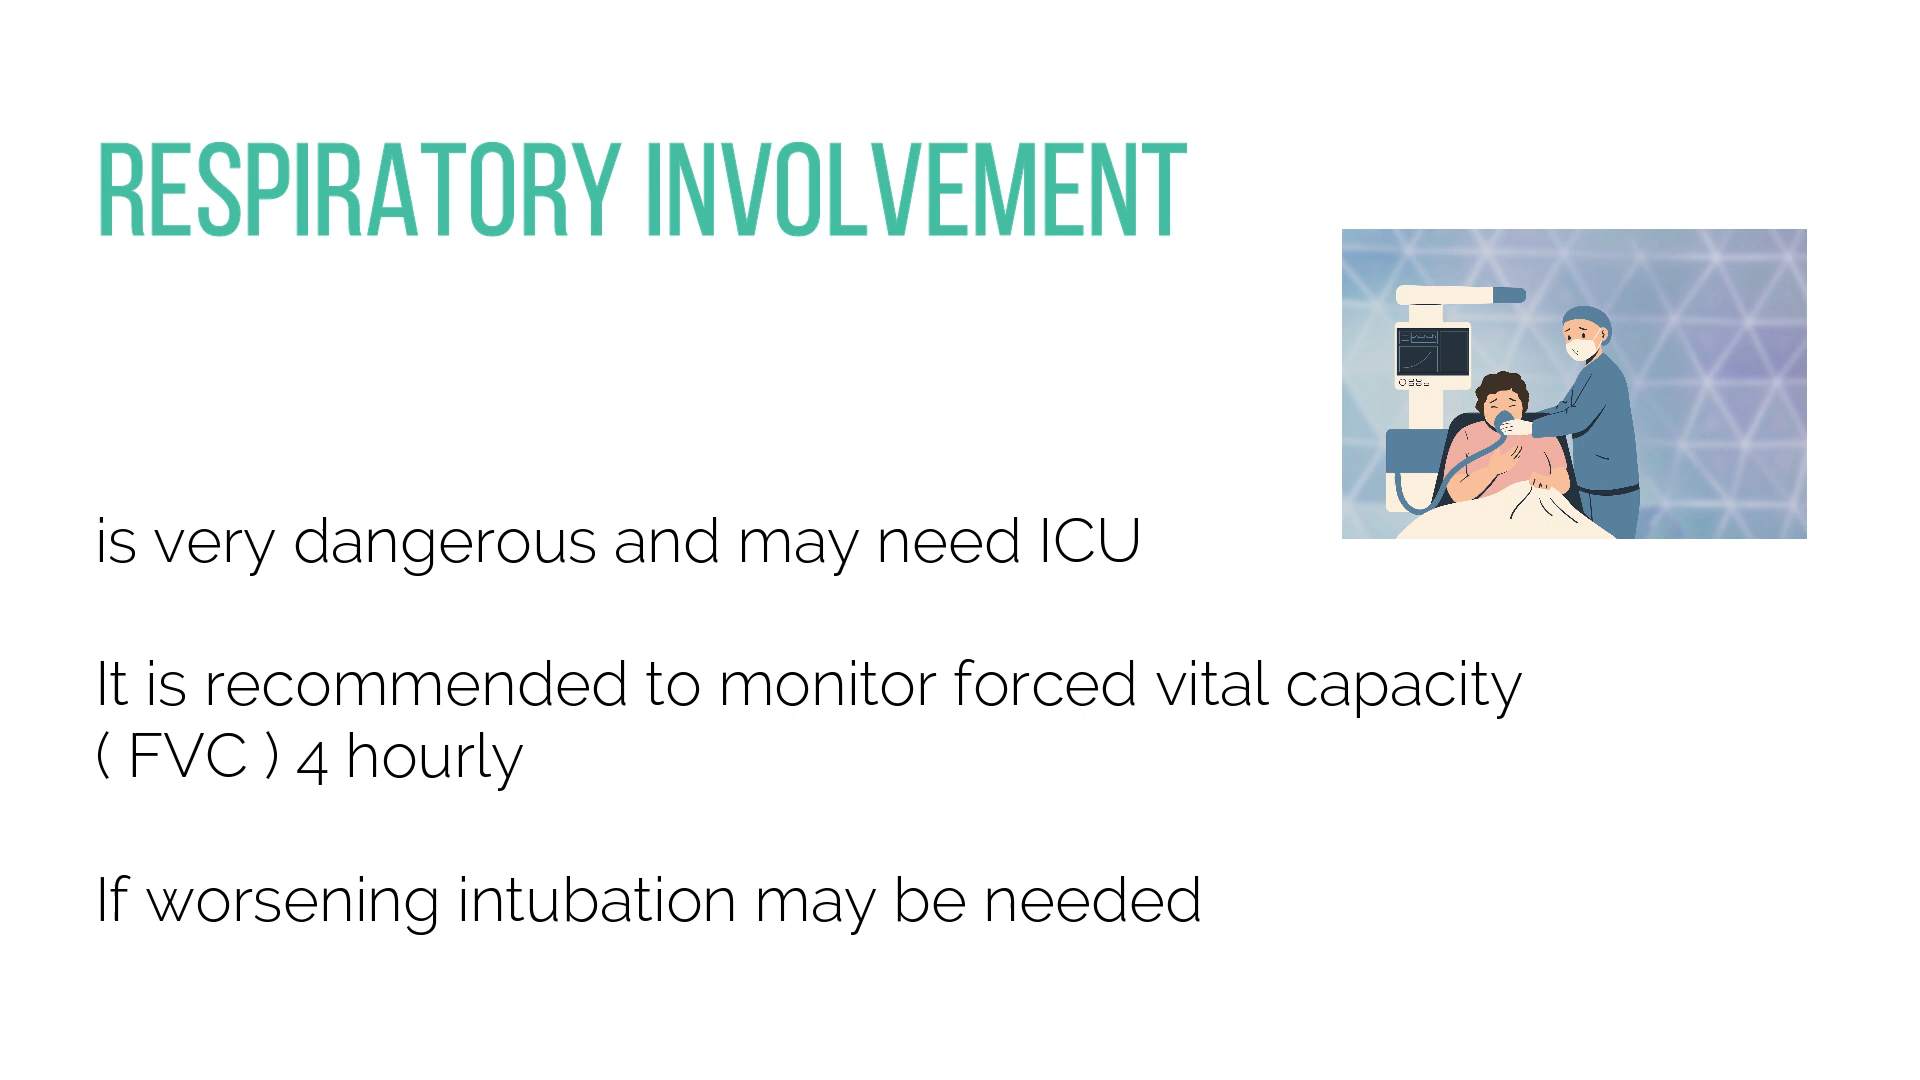 RESPIRATORY INVOLVEMENT
is very dangerous and may need ICU
It is recommended to monitor forced vital capacity
( FVC ) 4 hourly
If worsening intubation may be needed